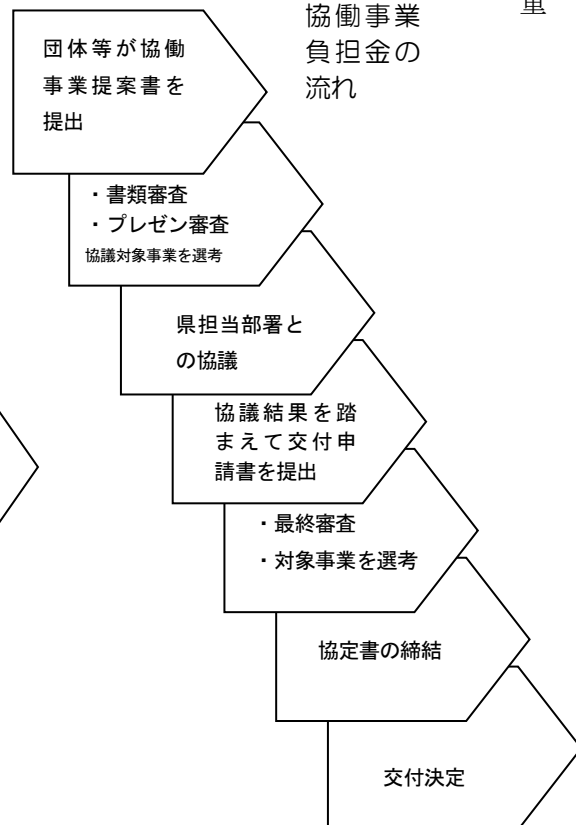 協働事業
負担金の
流れ
団体等が協働
事業提案書を
提出
・書類審査
・プレゼン審査
協議対象事業を選考
県担当部署と
の協議
協議結果を踏
まえて交付申
請書を提出
・最終審査
・対象事業を選考
協定書の締結
交付決定